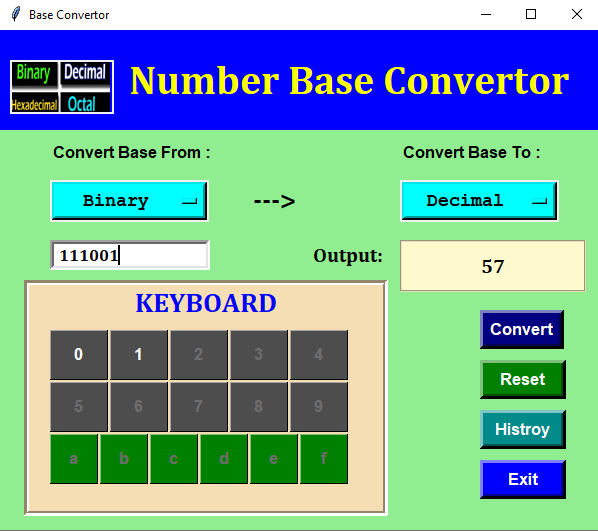 Base Convertor
Binary Decimal
Hexadecimal Octal
Number Base Convertor
Convert Base From :
Convert Base To :
Binary
--->
Decimal
111001
Output:
57
KEYBOARD
0 1 2 3 4
5 6 7 8 9
a b c d e f
Convert
Reset
Histroy
Exit